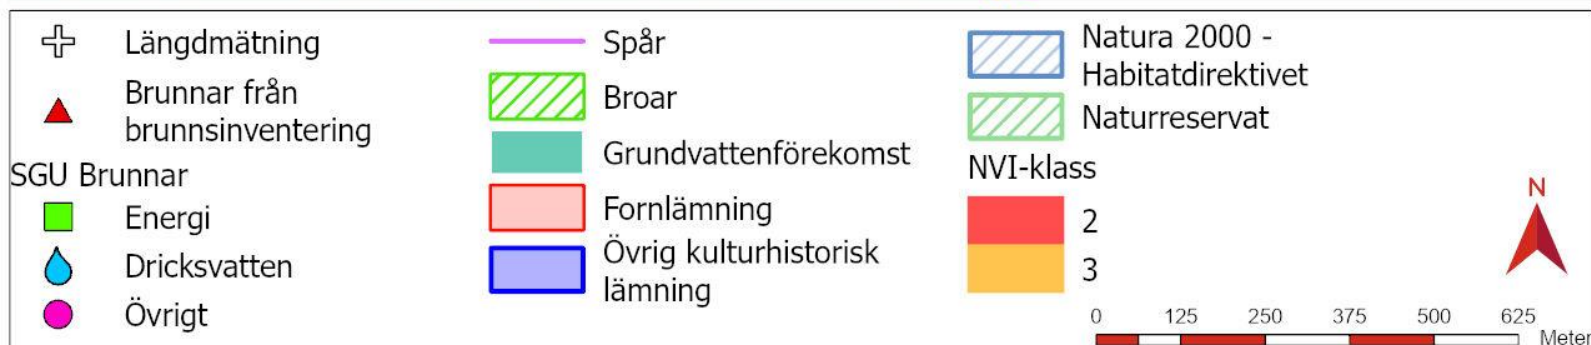 Längdmätning
Brunnar från
brunnsinventering
SGU Brunnar
Energi
Dricksvatten
Övrigt
Spår
Broar
Grundvattenförekomst
Fornlämning
Övrig kulturhistorisk
lämning
Natura 2000 -
Habitatdirektivet
Naturreservat
NVI-klass
2
3
N
0 125 250 375 500 625
Meter